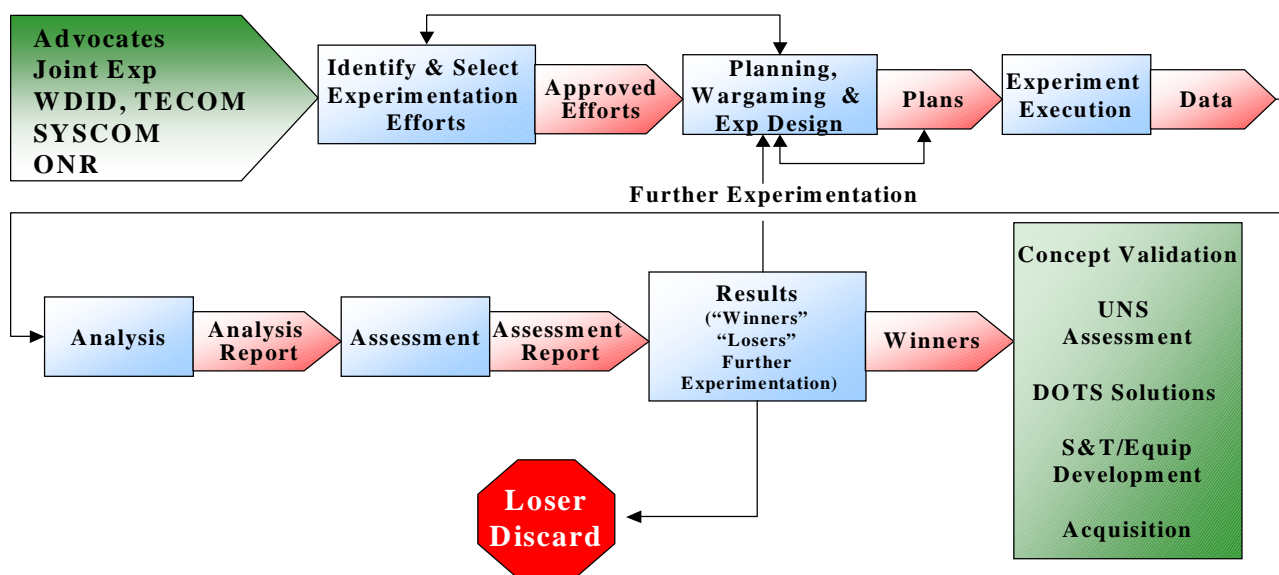 Advocates
Joint Exp
WDID, TECOM
SYSCOM
ONR
Identify & Select
Experimentation
Efforts
Approved
Efforts
Planning,
Wargaming &
Exp Design
Plans
Experiment
Execution
Data
Further Experimentation
Analysis
Analysis
Report
Assessment
Assessment
Report
Results
(“Winners”
“Losers”
Further
Experimentation)
Winners
Concept Validation
UNS
Assessment
DOTS Solutions
S&T/Equip
Development
Acquisition
Loser
Discard